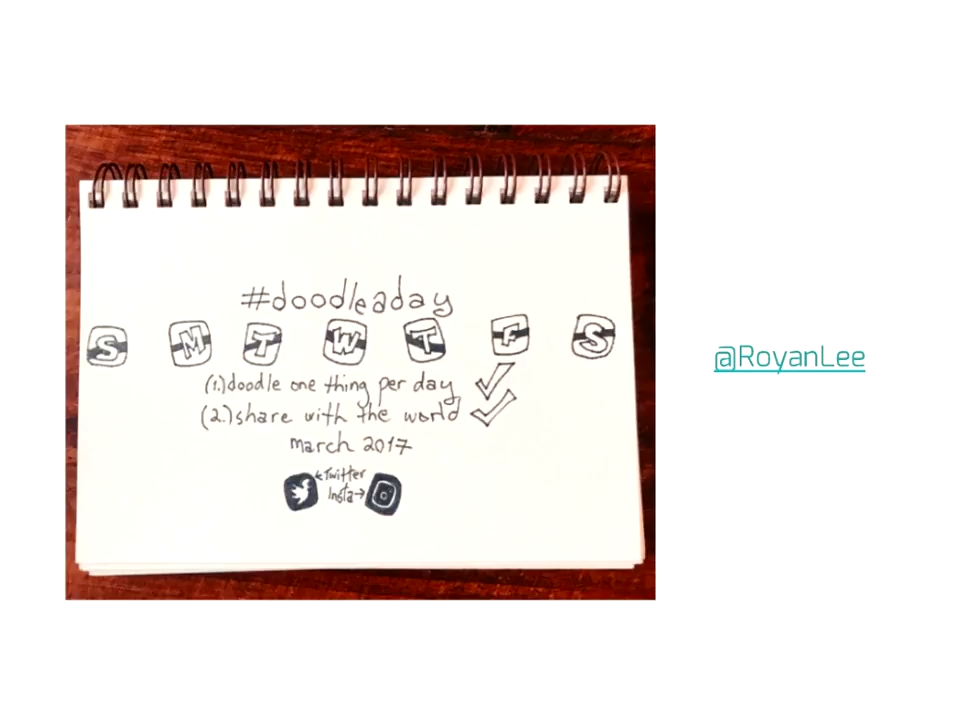 #doodleaday
S M T W T F S
(1.) doodle one thing per day
(2.) share with the world
march 2017
←Twitter
Insta→
@RoyanLee